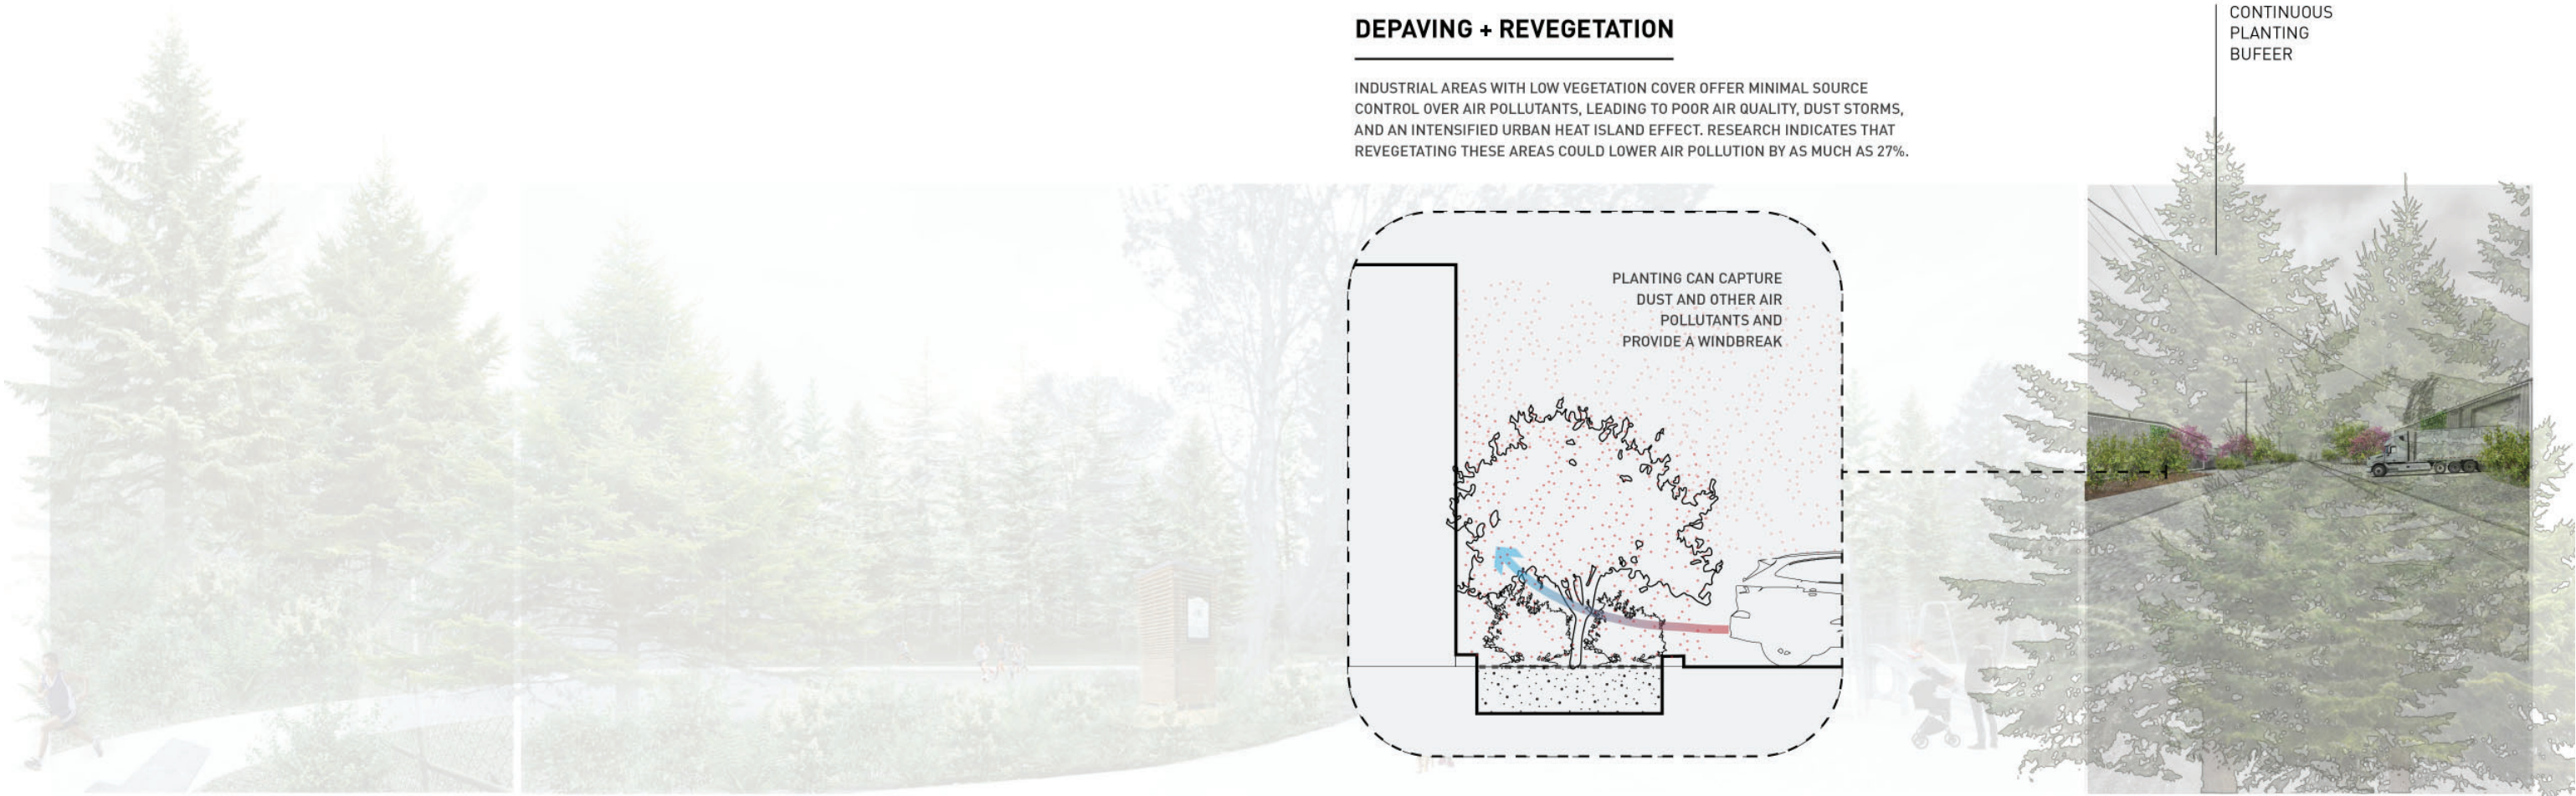 DEPAVING + REVEGETATION
INDUSTRIAL AREAS WITH LOW VEGETATION COVER OFFER MINIMAL SOURCE
CONTROL OVER AIR POLLUTANTS, LEADING TO POOR AIR QUALITY, DUST STORMS,
AND AN INTENSIFIED URBAN HEAT ISLAND EFFECT. RESEARCH INDICATES THAT
REVEGETATING THESE AREAS COULD LOWER AIR POLLUTION BY AS MUCH AS 27%.
PLANTING CAN CAPTURE
DUST AND OTHER AIR
POLLUTANTS AND
PROVIDE A WINDBREAK
CONTINUOUS
PLANTING
BUFEER